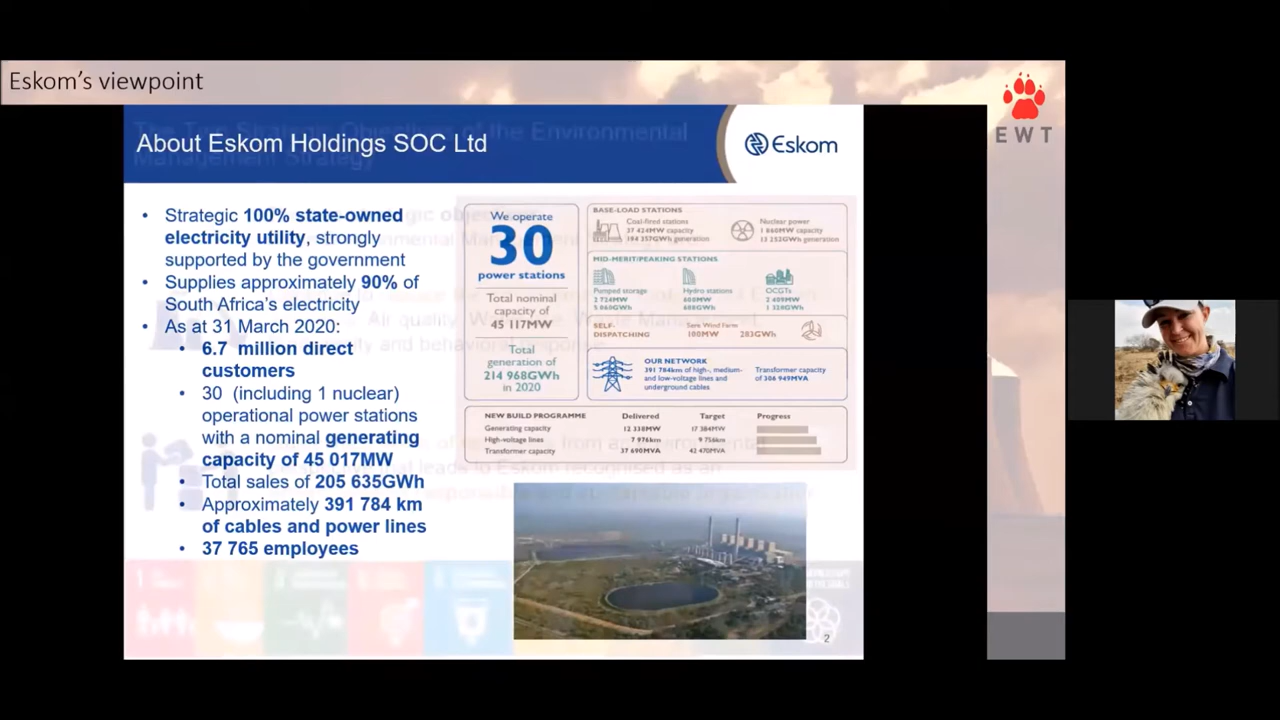 Eskom's viewpoint
EWT
About Eskom Holdings SOC Ltd
Eskom
• Strategic 100% state-owned
electricity utility, strongly
supported by the government
• Supplies approximately 90% of
South Africa's electricity
• As at 31 March 2020:
• 6.7 million direct
customers
• 30 (including 1 nuclear)
operational power stations
with a nominal generating
capacity of 45 017MW
• Total sales of 205 635GWh
• Approximately 391 784 km
of cables and power lines
• 37 765 employees
We operate
30
power stations
Total nominal
capacity of
45 117MW
Total
generation of
214 968GWh
in 2020
BASE-LOAD STATIONS
Coal-fired stations
37 424MW capacity
194 357GWh generation
Nuclear power
1 860MW capacity
13 252GWh generation
MID-MERIT/PEAKING STATIONS
Pumped storage
2 724MW
5 060GWh
Hydro stations
600MW
688GWh
OCGTs
2 409MW
1 328GWh
SELF-
DISPATCHING
Sere Wind Farm
100MW 283GWh
OUR NETWORK
391 784km of high-, medium-
and low-voltage lines and
underground cables
Transformer capacity
of 306 949MVA
NEW BUILD PROGRAMME Delivered Target Progress
Generating capacity 12 338MW 17 384MW
High-voltage lines 7 976km 9 756km
Transformer capacity 37 690MVA 42 470MVA
2